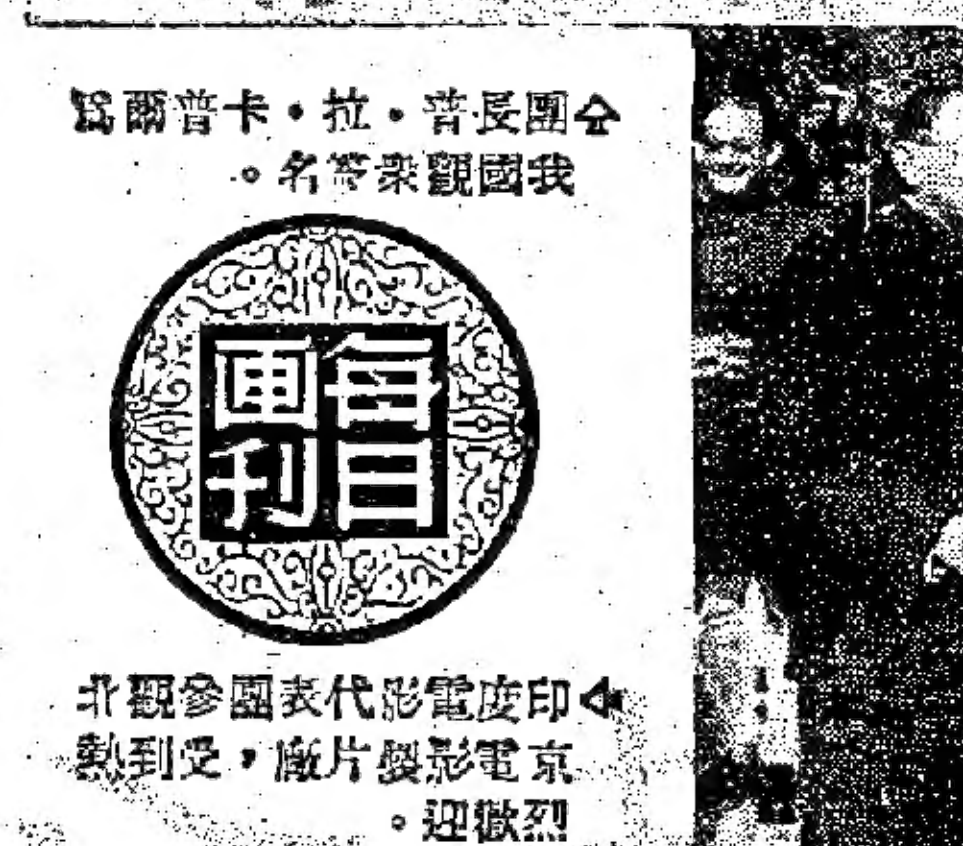 △團長普·拉·卡普爾爲
我國觀衆簽名。
每日
画刊
◁印度電影代表團參觀北
京電影製片廠,受到熱
烈歡迎。